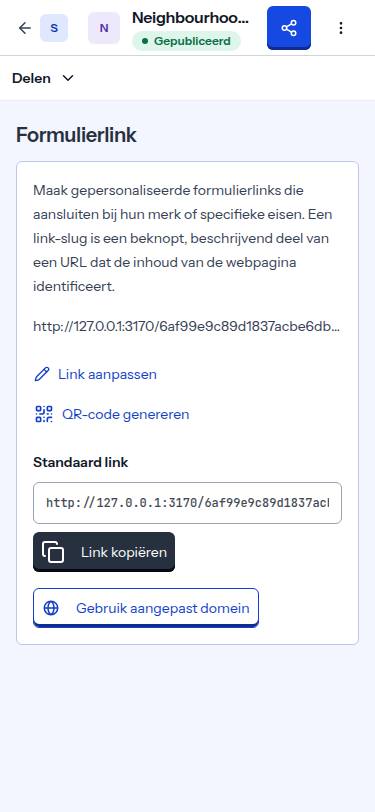 S
N
Neighbourhoo...
Gepubliceerd
Delen
Formulierlink
Maak gepersonaliseerde formulierlinks die
aansluiten bij hun merk of specifieke eisen. Een
link-slug is een beknopt, beschrijvend deel van
een URL dat de inhoud van de webpagina
identificeert.
http://127.0.0.1:3170/6af99e9c89d1837acbe6db...
Link aanpassen
QR-code genereren
Standaard link
http://127.0.0.1:3170/6af99e9c89d1837acl
Link kopiëren
Gebruik aangepast domein